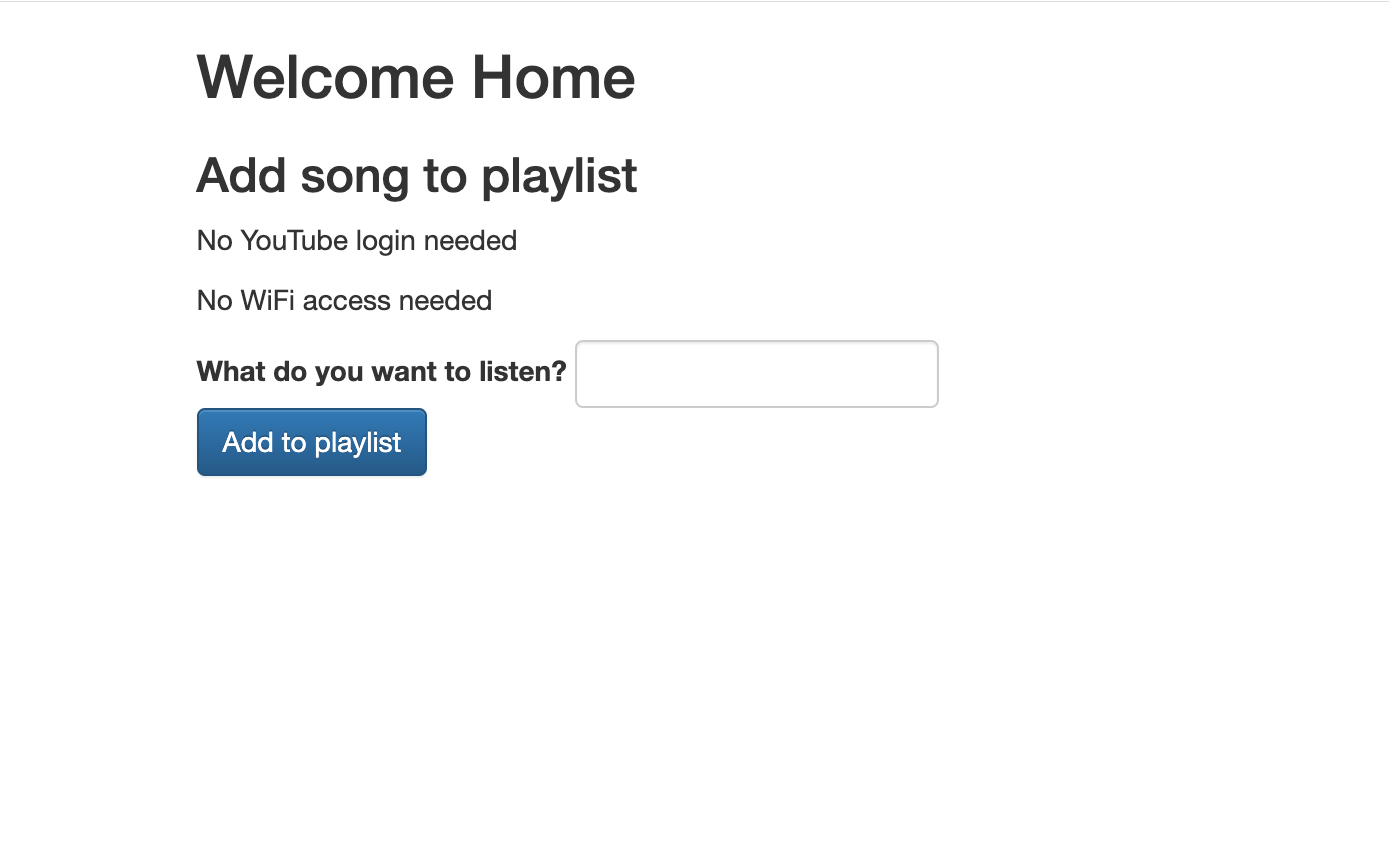 Welcome Home
Add song to playlist
No YouTube login needed
No WiFi access needed
What do you want to listen?
Add to playlist